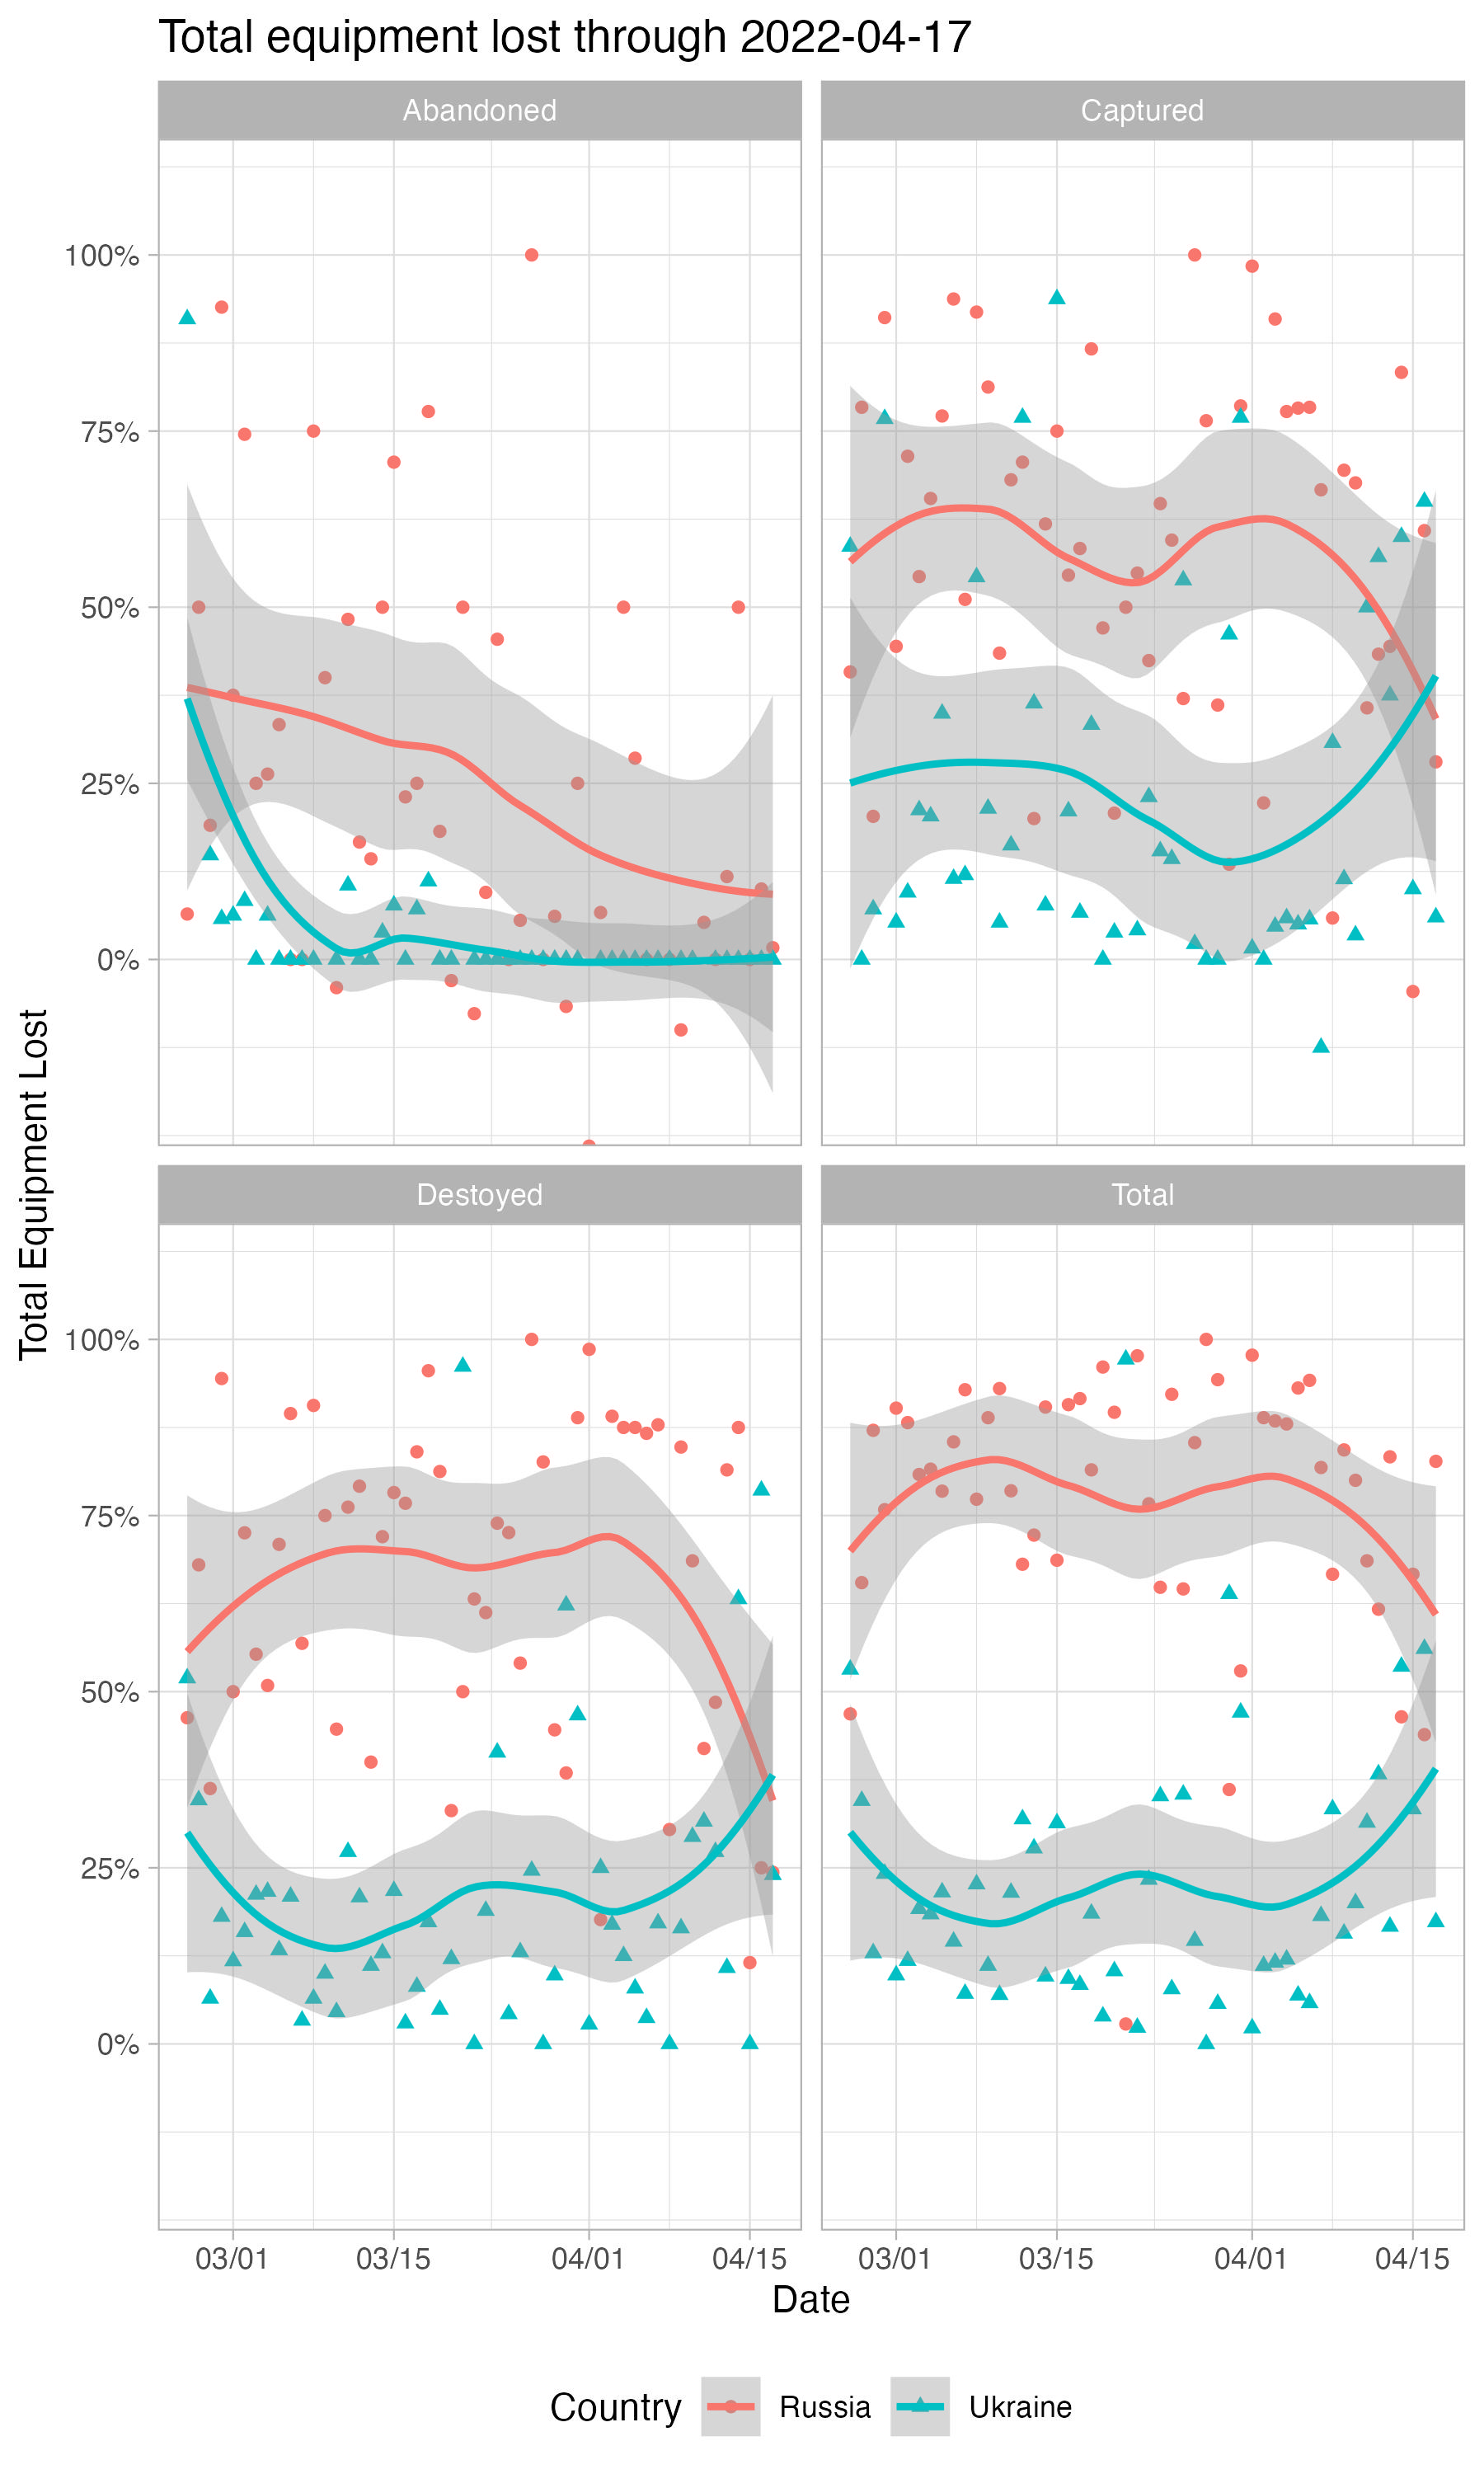 Total equipment lost through 2022-04-17
Abandoned
Captured
100%
75%
50%
25%
0%
Total Equipment Lost
Destoyed
Total
100%
75%
50%
25%
0%
03/01 03/15 04/01 04/15
03/01 03/15 04/01 04/15
Date
Country Russia Ukraine